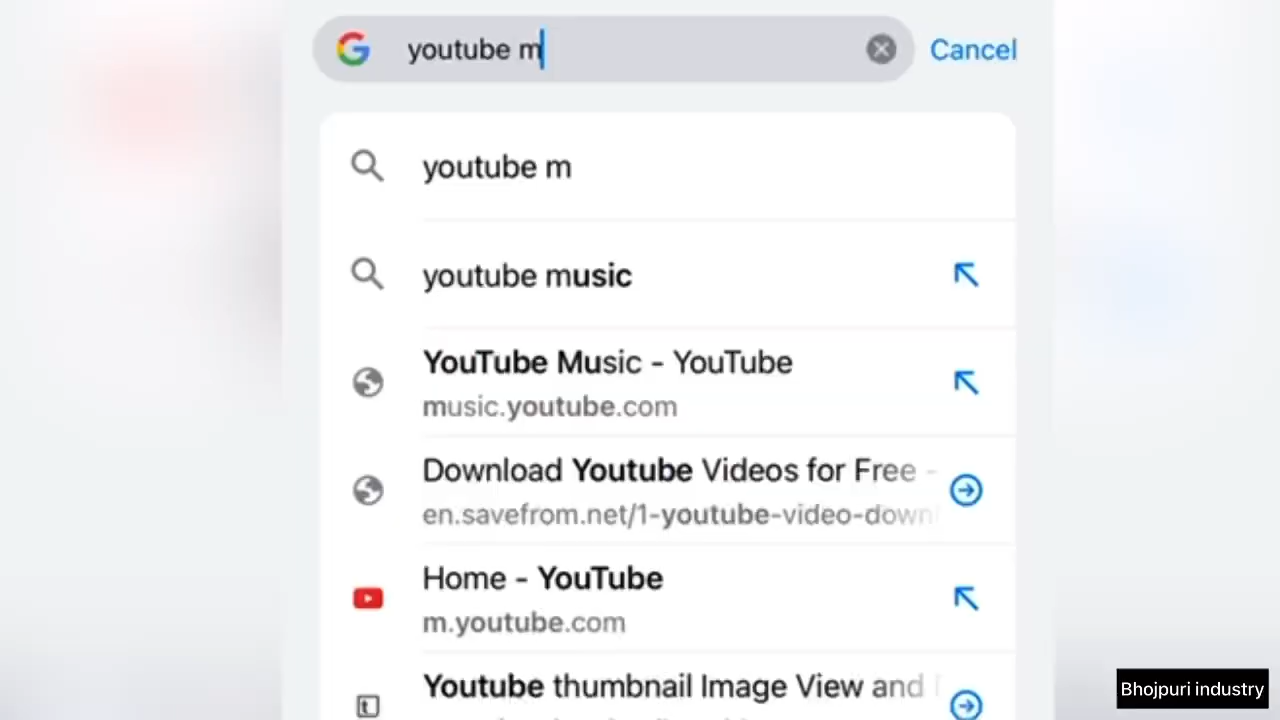 youtube m
Cancel
youtube m
youtube music
YouTube Music - YouTube
music.youtube.com
Download Youtube Videos for Free -
en.savefrom.net/1-youtube-video-down
Home - YouTube
m.youtube.com
Youtube thumbnail Image View and
Bhojpuri industry